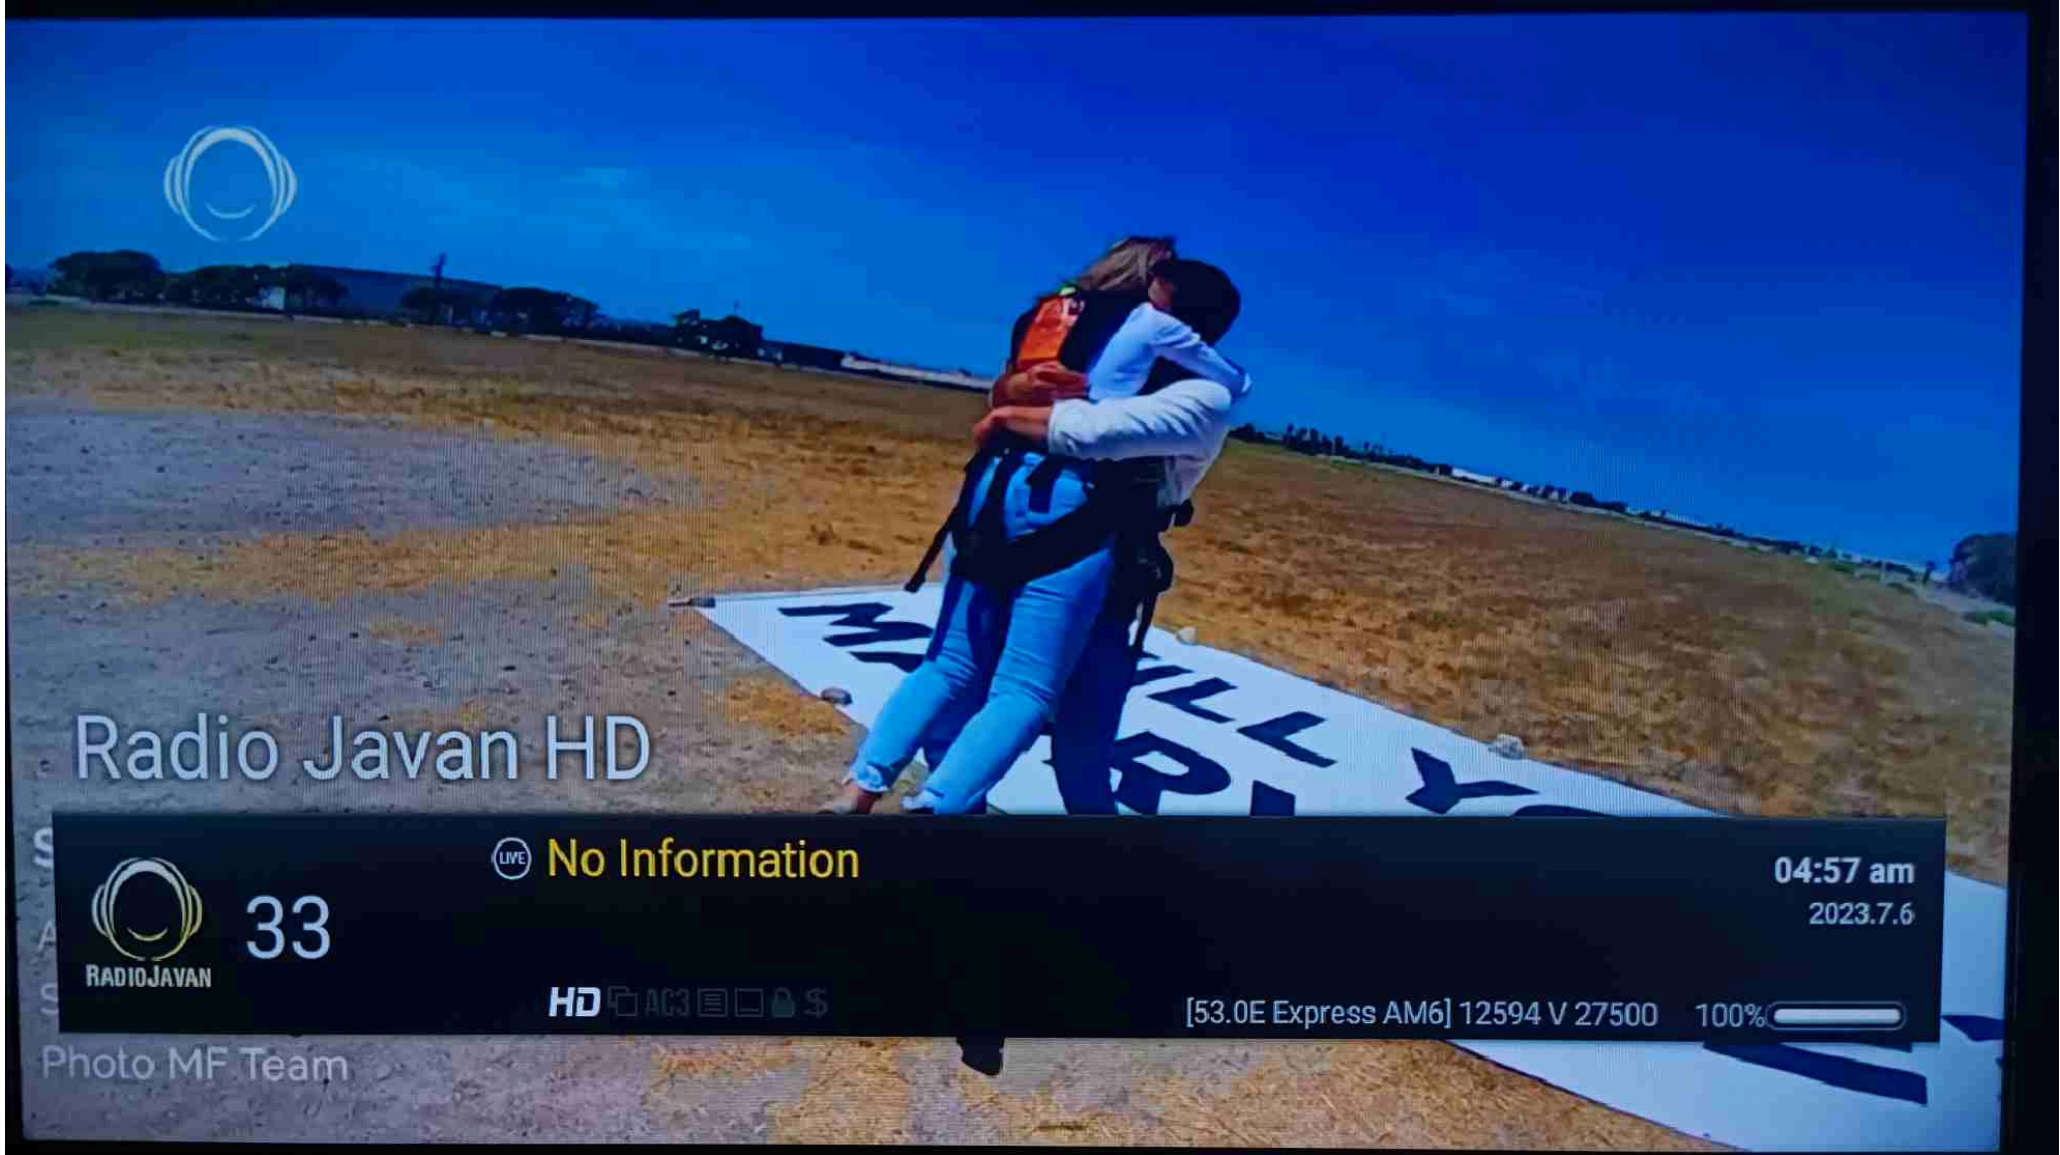 Radio Javan HD
LIVE No Information
04:57 am
2023.7.6
33
RADIOJAVAN
HD AC3 $
[53.0E Express AM6] 12594 V 27500 100%
Photo MF Team